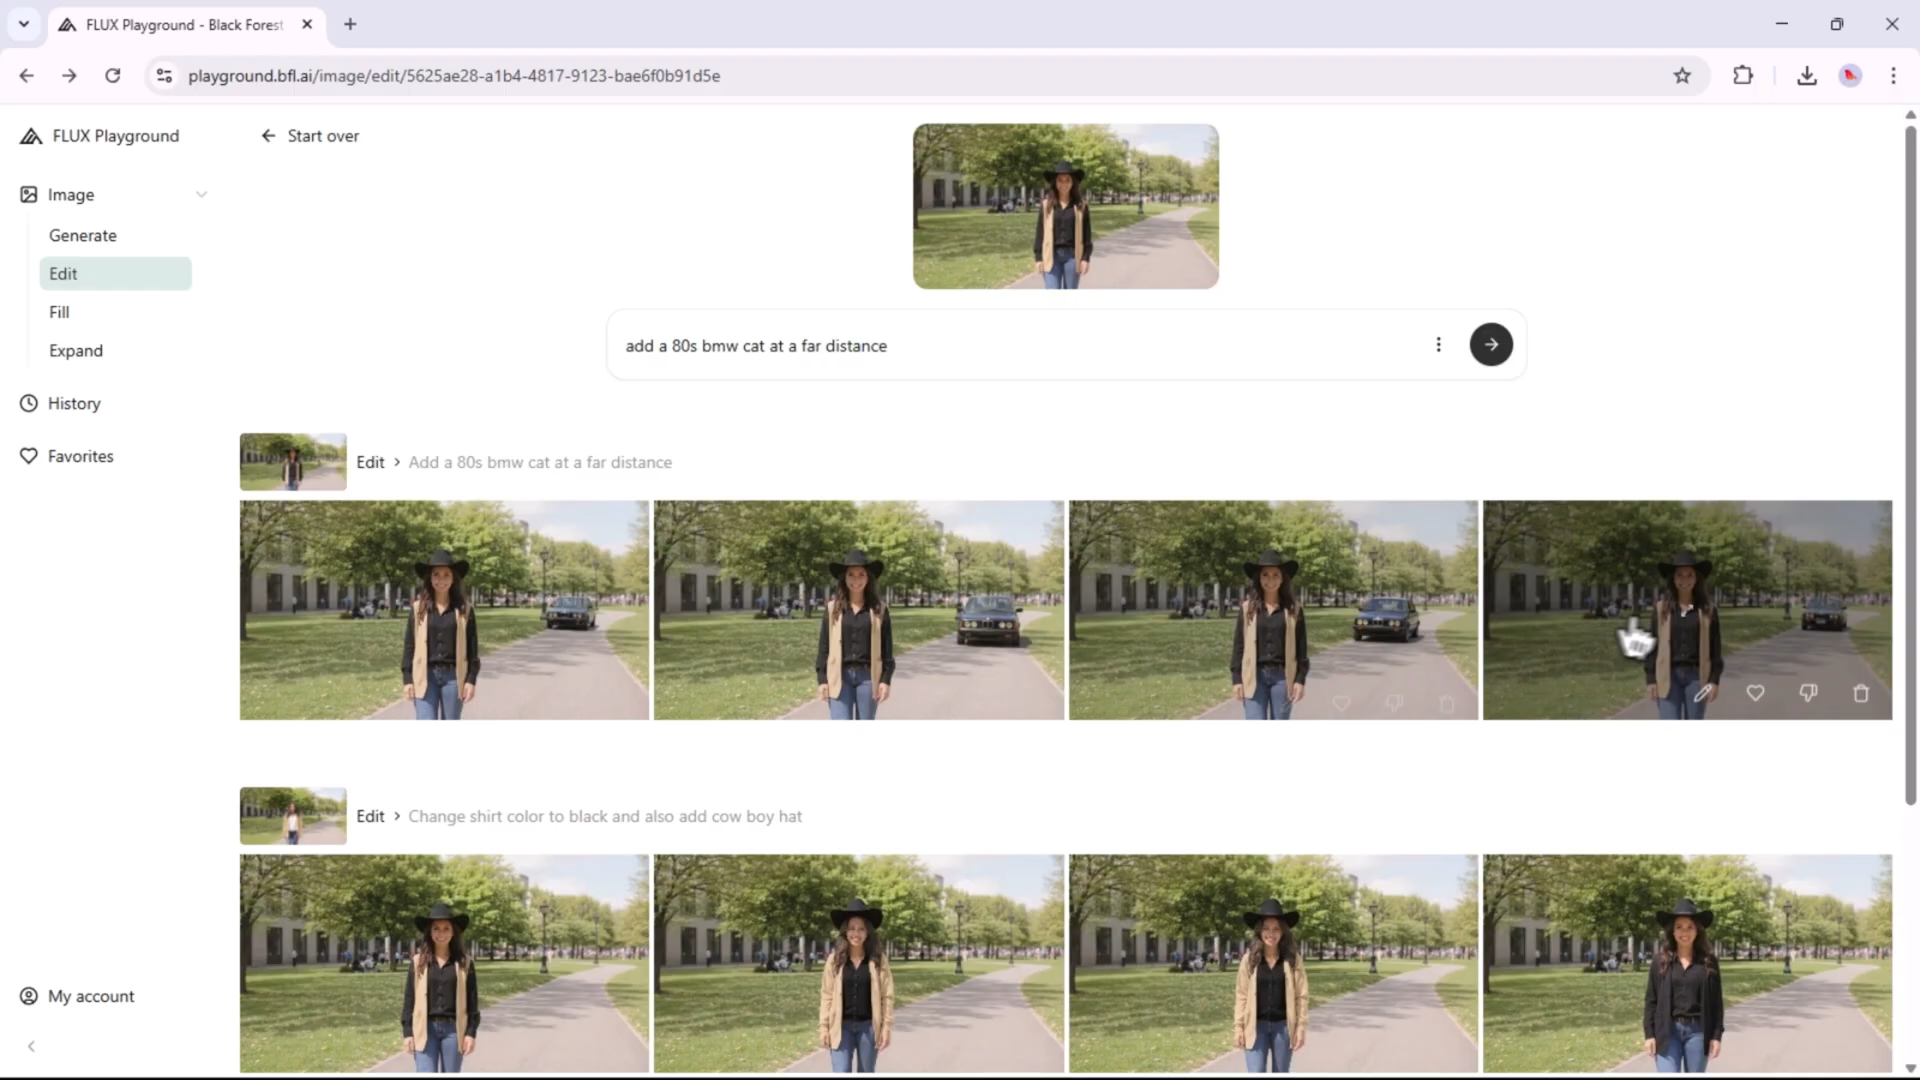 FLUX Playground - Black Forest
playground.bfl.ai/image/edit/5625ae28-a1b4-4817-9123-bae6f0b91d5e
FLUX Playground
Start over
Image
Generate
Edit
Fill
Expand
History
Favorites
My account
add a 80s bmw cat at a far distance
Edit > Add a 80s bmw cat at a far distance
Edit > Change shirt color to black and also add cow boy hat